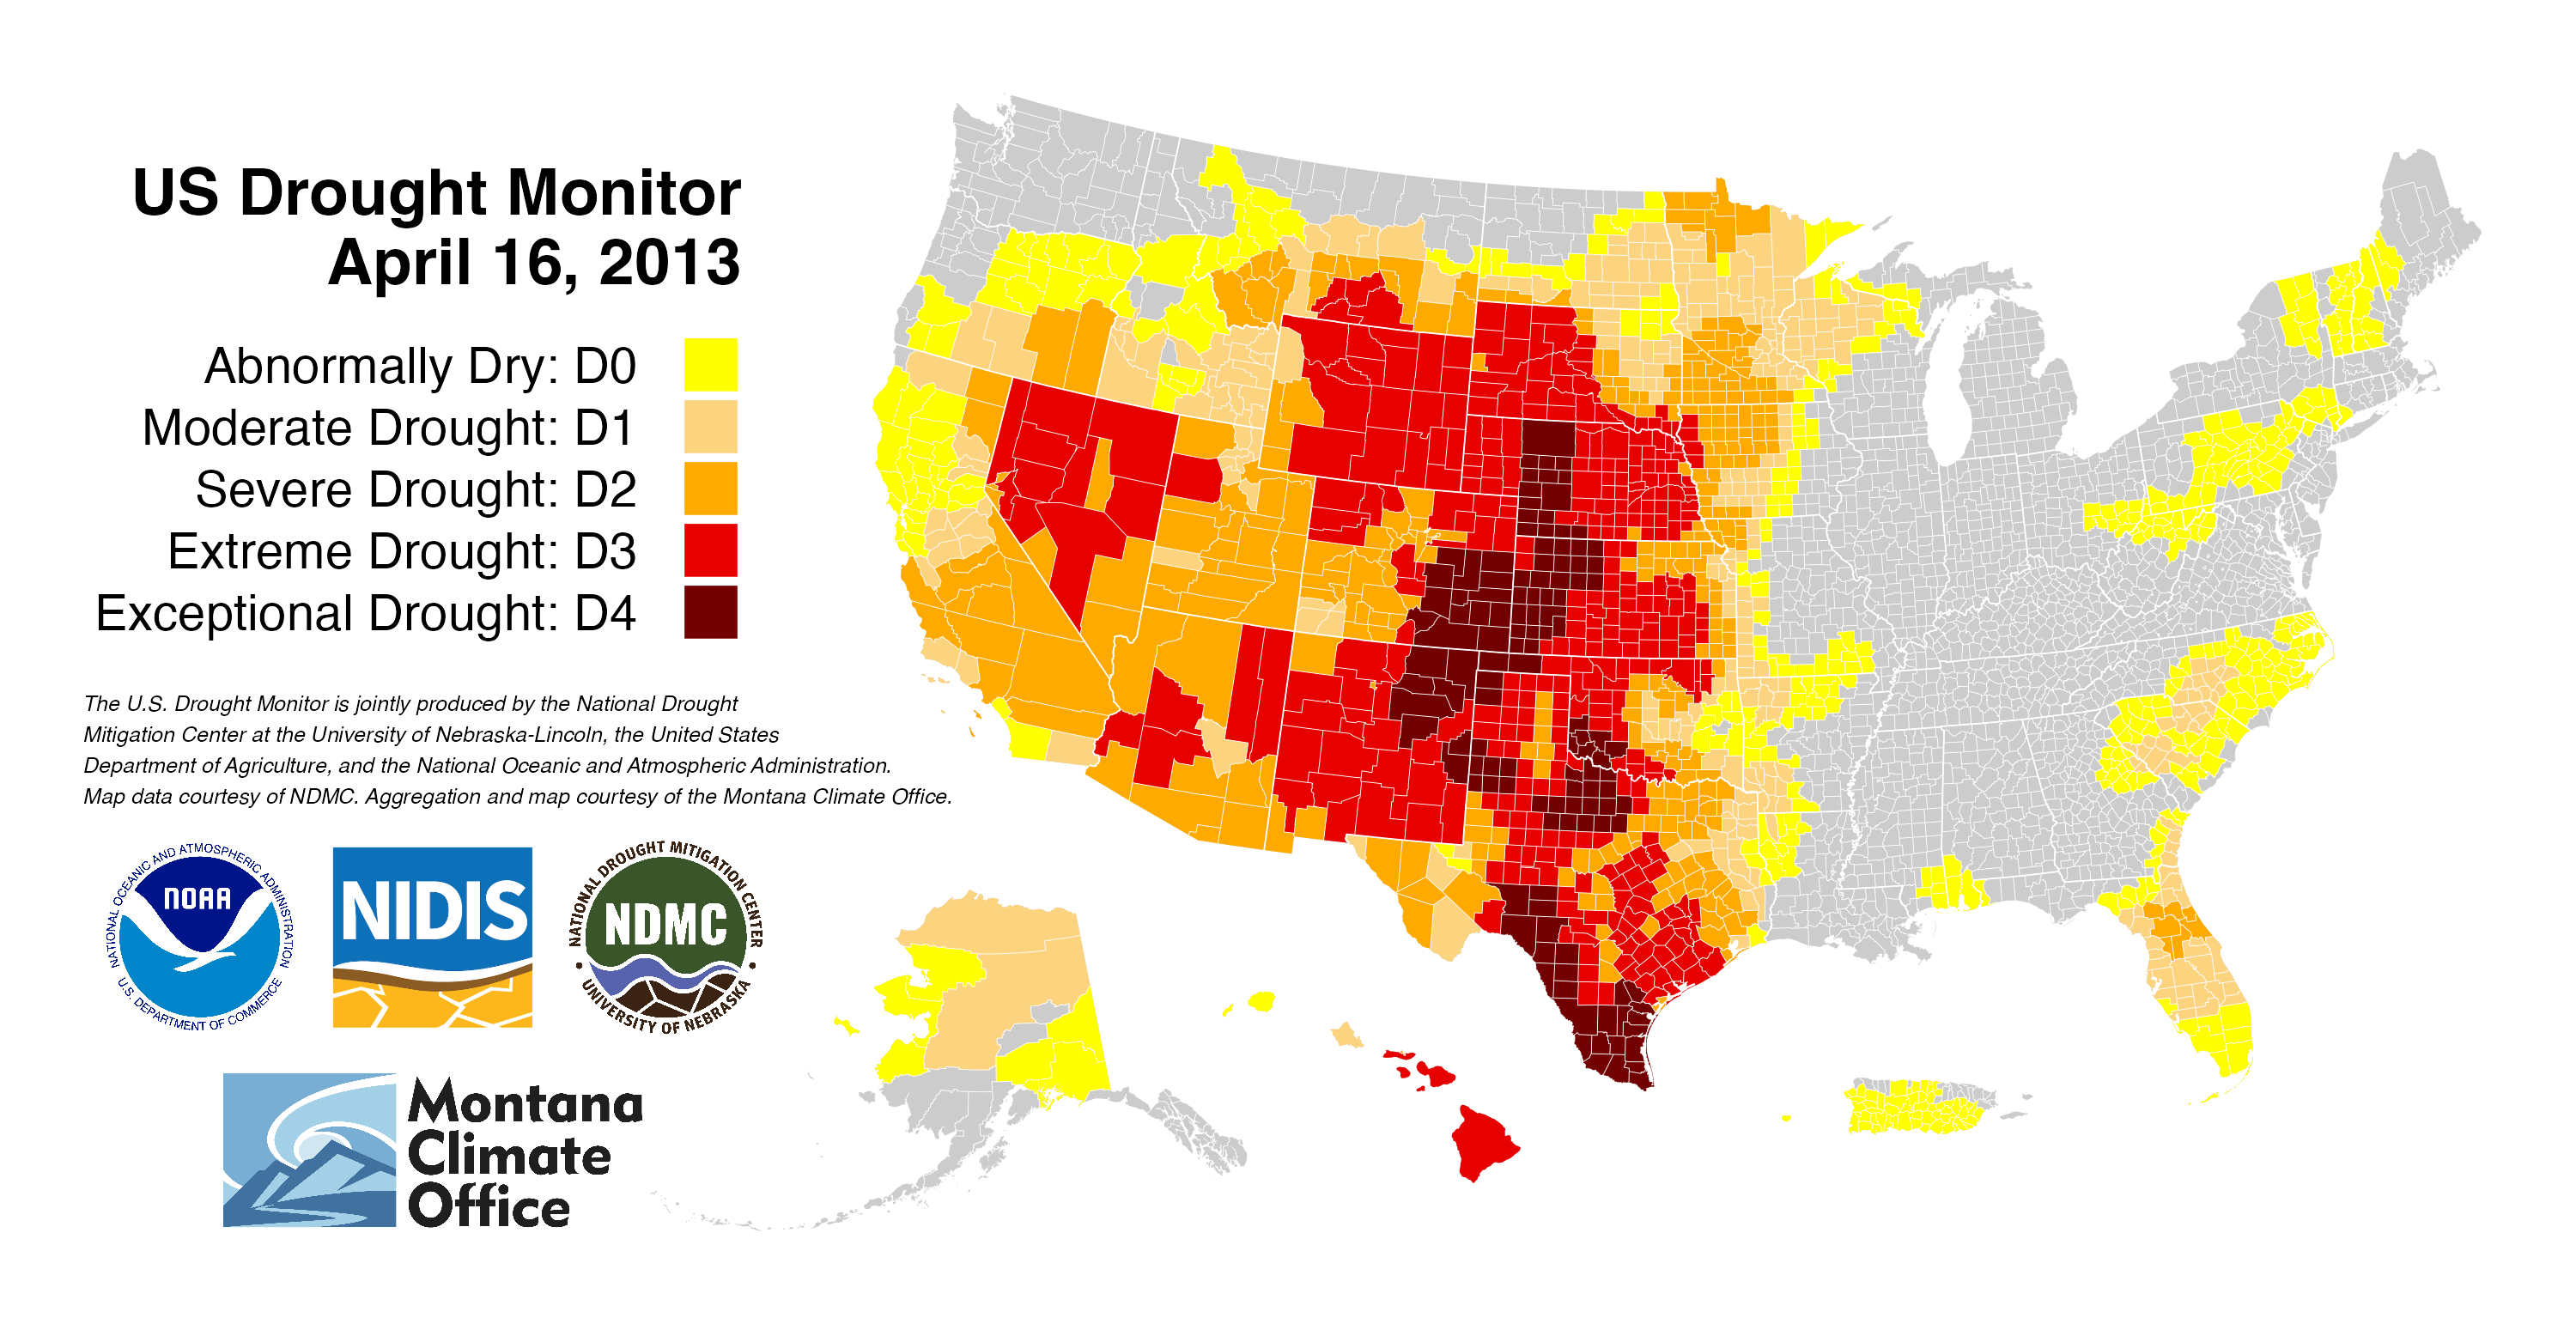 US Drought Monitor
April 16, 2013
Abnormally Dry: D0
Moderate Drought: D1
Severe Drought: D2
Extreme Drought: D3
Exceptional Drought: D4
The U.S. Drought Monitor is jointly produced by the National Drought
Mitigation Center at the University of Nebraska-Lincoln, the United States
Department of Agriculture, and the National Oceanic and Atmospheric Administration.
Map data courtesy of NDMC. Aggregation and map courtesy of the Montana Climate Office.
NATIONAL OCEANIC AND ATMOSPHERIC ADMINISTRATION
NOAA
U.S. DEPARTMENT OF COMMERCE
NIDIS
NATIONAL DROUGHT MITIGATION CENTER
NDMC
UNIVERSITY OF NEBRASKA
Montana
Climate
Office